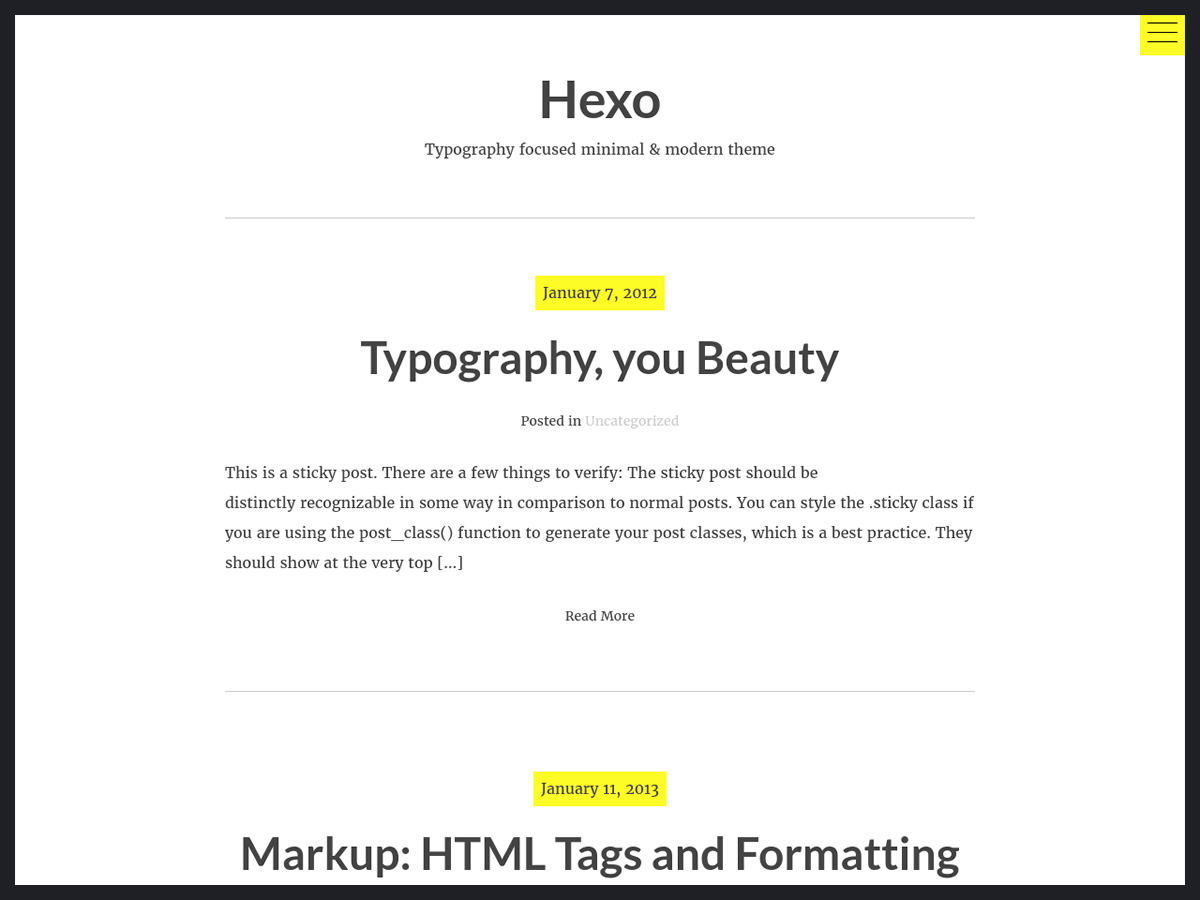 Hexo
Typography focused minimal & modern theme
January 7, 2012
Typography, you Beauty
Posted in Uncategorized
This is a sticky post. There are a few things to verify: The sticky post should be
distinctly recognizable in some way in comparison to normal posts. You can style the .sticky class if
you are using the post_class() function to generate your post classes, which is a best practice. They
should show at the very top […]
Read More
January 11, 2013
Markup: HTML Tags and Formatting